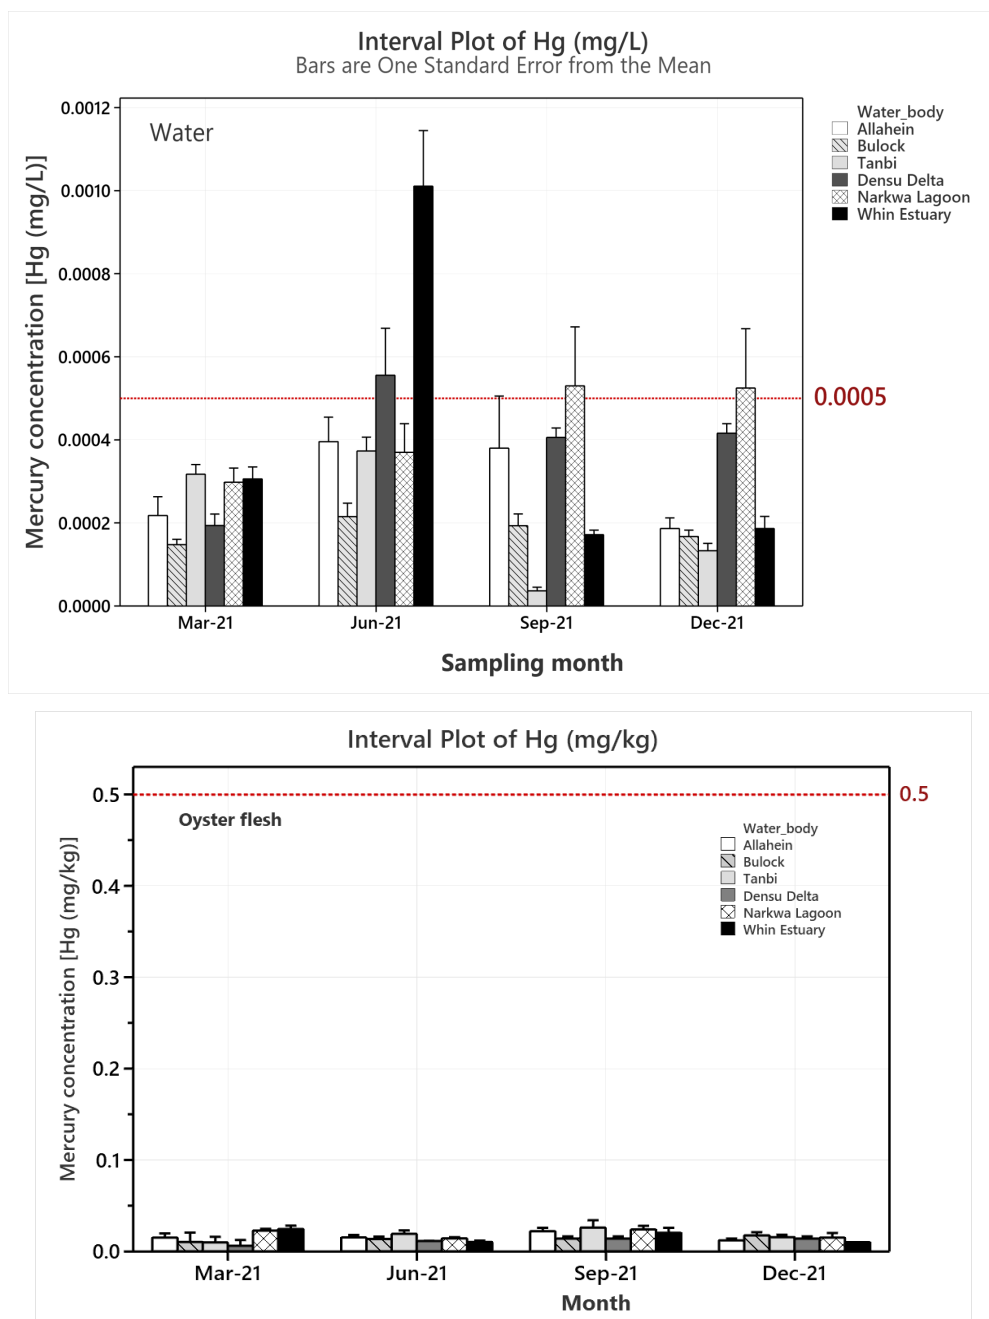 Interval Plot of Hg (mg/L)
Bars are One Standard Error from the Mean
Mercury concentration [Hg (mg/L)]
0.0012
0.0010
0.0008
0.0006
0.0004
0.0002
0.0000
Water
Water_body
Allahein
Bulock
Tanbi
Densu Delta
Narkwa Lagoon
Whin Estuary
0.0005
Mar-21
Jun-21
Sep-21
Dec-21
Sampling month
Interval Plot of Hg (mg/kg)
Mercury concentration [Hg (mg/kg)]
0.5
0.4
0.3
0.2
0.1
0.0
0.5
Oyster flesh
Water_body
Allahein
Bulock
Tanbi
Densu Delta
Narkwa Lagoon
Whin Estuary
Mar-21
Jun-21
Sep-21
Dec-21
Month